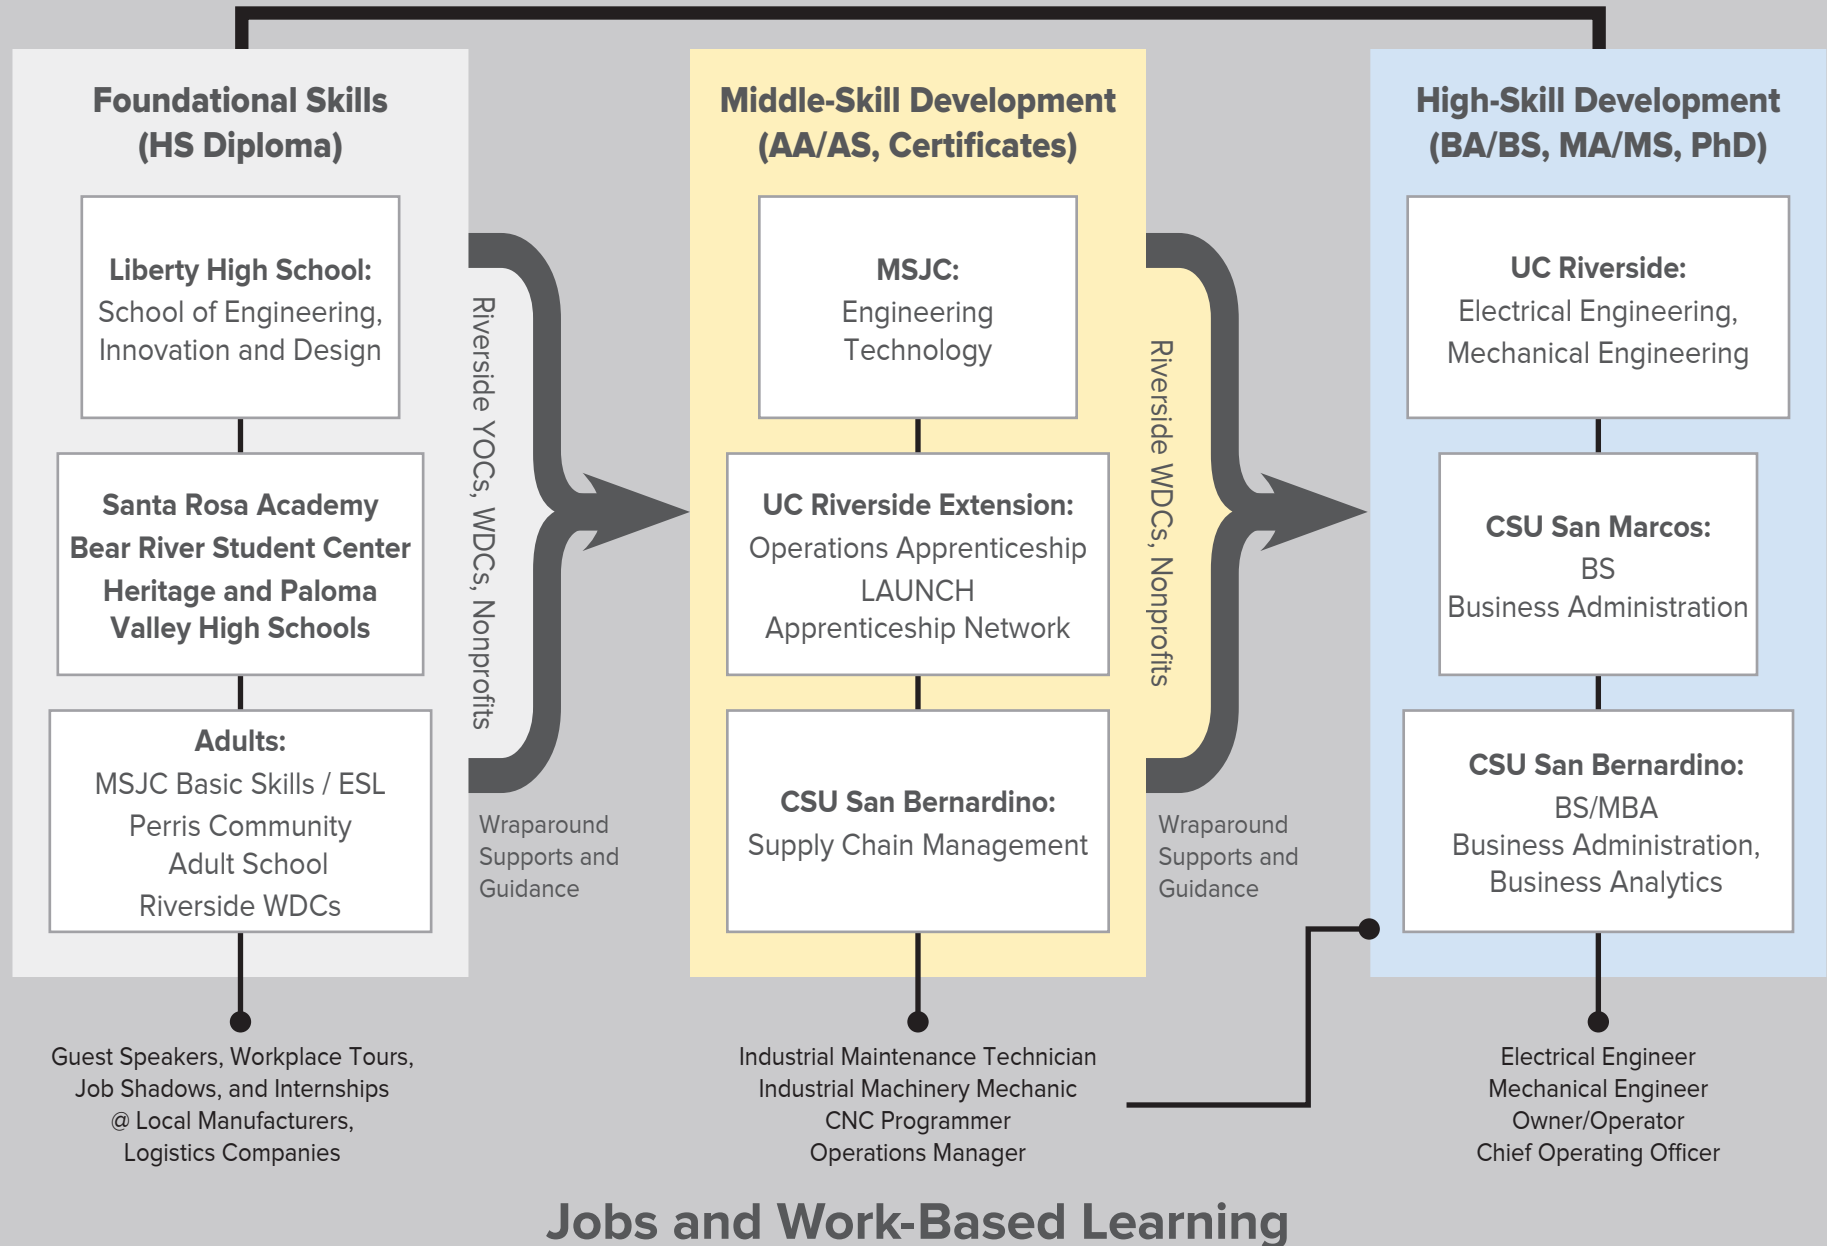 Foundational Skills
(HS Diploma)
Liberty High School:
School of Engineering,
Innovation and Design
Santa Rosa Academy
Bear River Student Center
Heritage and Paloma
Valley High Schools
Adults:
MSJC Basic Skills / ESL
Perris Community
Adult School
Riverside WDCs
Guest Speakers, Workplace Tours,
Job Shadows, and Internships
@ Local Manufacturers,
Logistics Companies
Riverside YOCs, WDCs, Nonprofits
Wraparound
Supports and
Guidance
Middle-Skill Development
(AA/AS, Certificates)
MSJC:
Engineering
Technology
UC Riverside Extension:
Operations Apprenticeship
LAUNCH
Apprenticeship Network
CSU San Bernardino:
Supply Chain Management
Industrial Maintenance Technician
Industrial Machinery Mechanic
CNC Programmer
Operations Manager
Riverside WDCs, Nonprofits
Wraparound
Supports and
Guidance
High-Skill Development
(BA/BS, MA/MS, PhD)
UC Riverside:
Electrical Engineering,
Mechanical Engineering
CSU San Marcos:
BS
Business Administration
CSU San Bernardino:
BS/MBA
Business Administration,
Business Analytics
Electrical Engineer
Mechanical Engineer
Owner/Operator
Chief Operating Officer
Jobs and Work-Based Learning